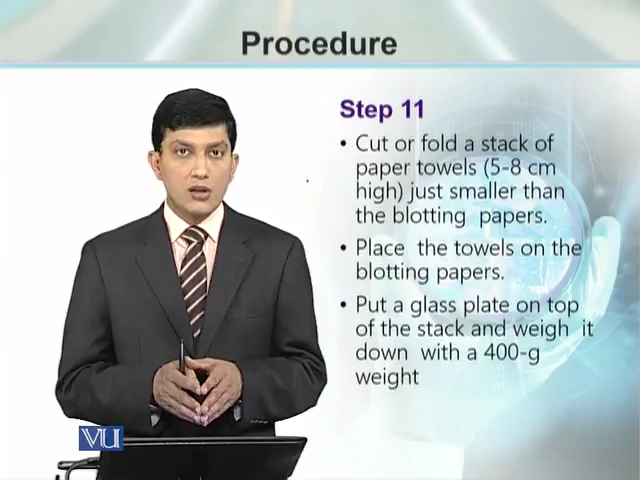 Procedure
Step 11
• Cut or fold a stack of
paper towels (5-8 cm
high) just smaller than
the blotting papers.
• Place the towels on the
blotting papers.
• Put a glass plate on top
of the stack and weigh it
down with a 400-g
weight
VU